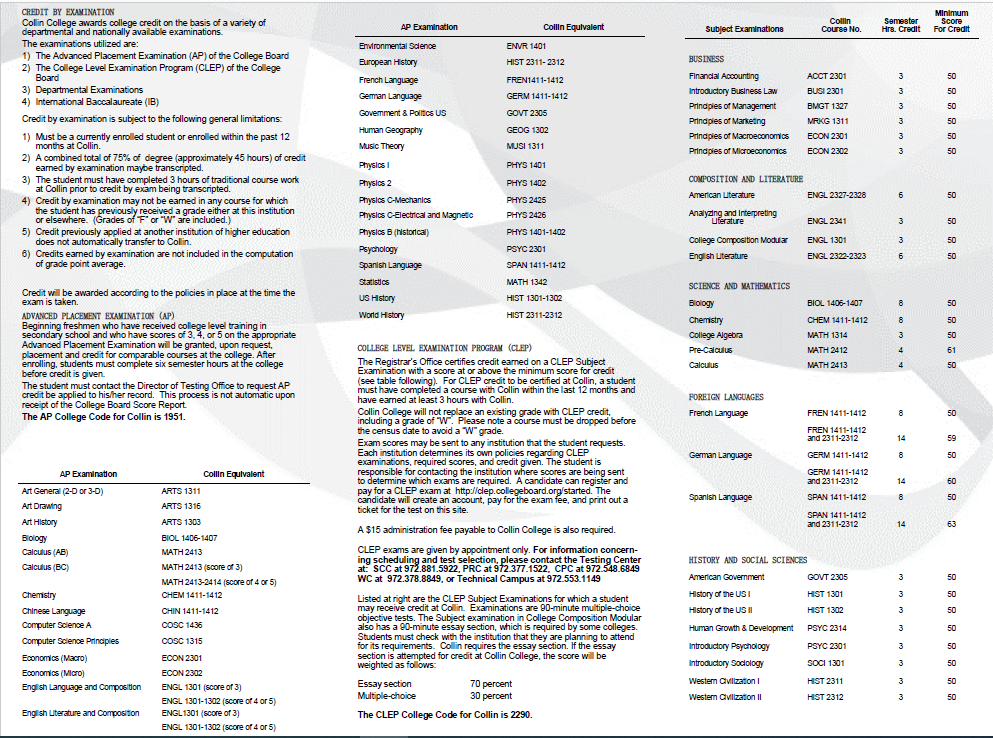 CREDIT BY EXAMINATION
Collin College awards college credit on the basis of a variety of
departmental and nationally available examinations.
The examinations utilized are:
1) The Advanced Placement Examination (AP) of the College Board
2) The College Level Examination Program (CLEP) of the College
Board
3) Departmental Examinations
4) International Baccalaureate (IB)
Credit by examination is subject to the following general limitations:
1) Must be a currently enrolled student or enrolled within the past 12
months at Collin.
2) A combined total of 75% of degree (approximately 45 hours) of credit
earned by examination maybe transcripted.
3) The student must have completed 3 hours of traditional course work
at Collin prior to credit by exam being transcripted.
4) Credit by examination may not be earned in any course for which
the student has previously received a grade either at this institution
or elsewhere. (Grades of "F" or "W" are included.)
5) Credit previously applied at another institution of higher education
does not automatically transfer to Collin.
6) Credits earned by examination are not included in the computation
of grade point average.
Credit will be awarded according to the policies in place at the time the
exam is taken.
ADVANCED PLACEMENT EXAMINATION (AP)
Beginning freshmen who have received college level training in
secondary school and who have scores of 3, 4, or 5 on the appropriate
Advanced Placement Examination will be granted, upon request,
placement and credit for comparable courses at the college. After
enrolling, students must complete six semester hours at the college
before credit is given.
The student must contact the Director of Testing Office to request AP
credit be applied to his/her record. This process is not automatic upon
receipt of the College Board Score Report.
The AP College Code for Collin is 1951.
AP Examination Collin Equivalent
Art General (2-D or 3-D) ARTS 1311
Art Drawing ARTS 1316
Art History ARTS 1303
Biology BIOL 1406-1407
Calculus (AB) MATH 2413
Calculus (BC) MATH 2413 (score of 3)
MATH 2413-2414 (score of 4 or 5)
Chemistry CHEM 1411-1412
Chinese Language CHIN 1411-1412
Computer Science A COSC 1436
Computer Science Principles COSC 1315
Economics (Macro) ECON 2301
Economics (Micro) ECON 2302
English Language and Composition ENGL 1301 (score of 3)
ENGL 1301-1302 (score of 4 or 5)
English Literature and Composition ENGL1301 (score of 3)
ENGL 1301-1302 (score of 4 or 5)
AP Examination Collin Equivalent
Environmental Science ENVR 1401
European History HIST 2311- 2312
French Language FREN1411-1412
German Language GERM 1411-1412
Government & Politics US GOVT 2305
Human Geography GEOG 1302
Music Theory MUSI 1311
Physics I PHYS 1401
Physics 2 PHYS 1402
Physics C-Mechanics PHYS 2425
Physics C-Electrical and Magnetic PHYS 2426
Physics B (historical) PHYS 1401-1402
Psychology PSYC 2301
Spanish Language SPAN 1411-1412
Statistics MATH 1342
US History HIST 1301-1302
World History HIST 2311-2312
COLLEGE LEVEL EXAMINATION PROGRAM (CLEP)
The Registrar's Office certifies credit earned on a CLEP Subject
Examination with a score at or above the minimum score for credit
(see table following). For CLEP credit to be certified at Collin, a student
must have completed a course with Collin within the last 12 months and
have earned at least 3 hours with Collin.
Collin College will not replace an existing grade with CLEP credit,
including a grade of "W". Please note a course must be dropped before
the census date to avoid a "W" grade.
Exam scores may be sent to any institution that the student requests.
Each institution determines its own policies regarding CLEP
examinations, required scores, and credit given. The student is
responsible for contacting the institution where scores are being sent
to determine which exams are required. A candidate can register and
pay for a CLEP exam at http://clep.collegeboard.org/started. The
candidate will create an account, pay for the exam fee, and print out a
ticket for the test on this site.
A $15 administration fee payable to Collin College is also required.
CLEP exams are given by appointment only. For information concern-
ing scheduling and test selection, please contact the Testing Center
at: SCC at 972.881.5922, PRC at 972.377.1522, CPC at 972.548.6849
WC at 972.378.8849, or Technical Campus at 972.553.1149
Listed at right are the CLEP Subject Examinations for which a student
may receive credit at Collin. Examinations are 90-minute multiple-choice
objective tests. The Subject examination in College Composition Modular
also has a 90-minute essay section, which is required by some colleges.
Students must check with the institution that they are planning to attend
for its requirements. Collin requires the essay section. If the essay
section is attempted for credit at Collin College, the score will be
weighted as follows:
Essay section 70 percent
Multiple-choice 30 percent
The CLEP College Code for Collin is 2290.
Subject Examinations Collin Course No. Semester Hrs. Credit Minimum Score For Credit
BUSINESS
Financial Accounting ACCT 2301 3 50
Introductory Business Law BUSI 2301 3 50
Principles of Management BMGT 1327 3 50
Principles of Marketing MRKG 1311 3 50
Principles of Macroeconomics ECON 2301 3 50
Principles of Microeconomics ECON 2302 3 50
COMPOSITION AND LITERATURE
American Literature ENGL 2327-2328 6 50
Analyzing and Interpreting
Literature ENGL 2341 3 50
College Composition Modular ENGL 1301 3 50
English Literature ENGL 2322-2323 6 50
SCIENCE AND MATHEMATICS
Biology BIOL 1406-1407 8 50
Chemistry CHEM 1411-1412 8 50
College Algebra MATH 1314 3 50
Pre-Calculus MATH 2412 4 61
Calculus MATH 2413 4 50
FOREIGN LANGUAGES
French Language FREN 1411-1412 8 50
FREN 1411-1412
and 2311-2312 14 59
German Language GERM 1411-1412 8 50
GERM 1411-1412
and 2311-2312 14 60
Spanish Language SPAN 1411-1412 8 50
SPAN 1411-1412
and 2311-2312 14 63
HISTORY AND SOCIAL SCIENCES
American Government GOVT 2305 3 50
History of the US I HIST 1301 3 50
History of the US II HIST 1302 3 50
Human Growth & Development PSYC 2314 3 50
Introductory Psychology PSYC 2301 3 50
Introductory Sociology SOCI 1301 3 50
Western Civilization I HIST 2311 3 50
Western Civilization II HIST 2312 3 50